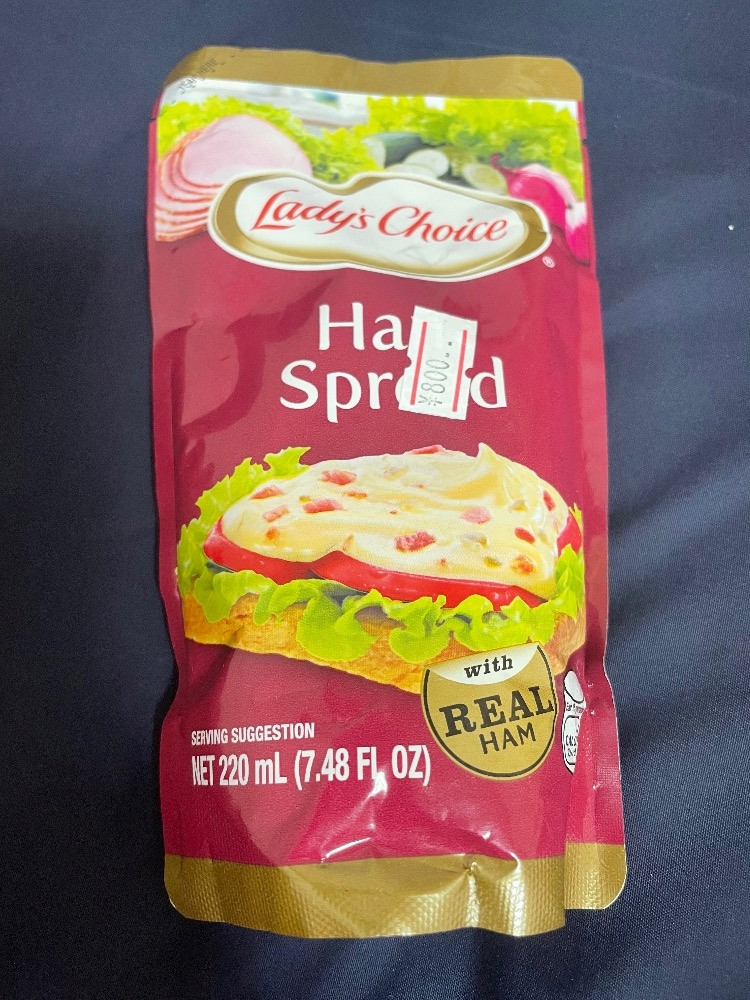 Lady's Choice
®
Ha
Spr d
¥800
with
REAL
HAM
SERVING SUGGESTION
NET 220 mL (7.48 FL OZ)